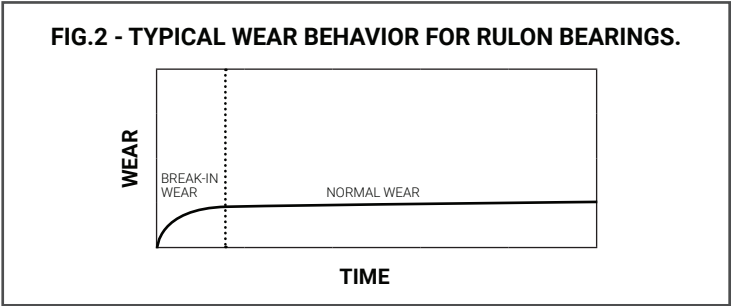 FIG.2 - TYPICAL WEAR BEHAVIOR FOR RULON BEARINGS.
WEAR
BREAK-IN
WEAR
NORMAL WEAR
TIME